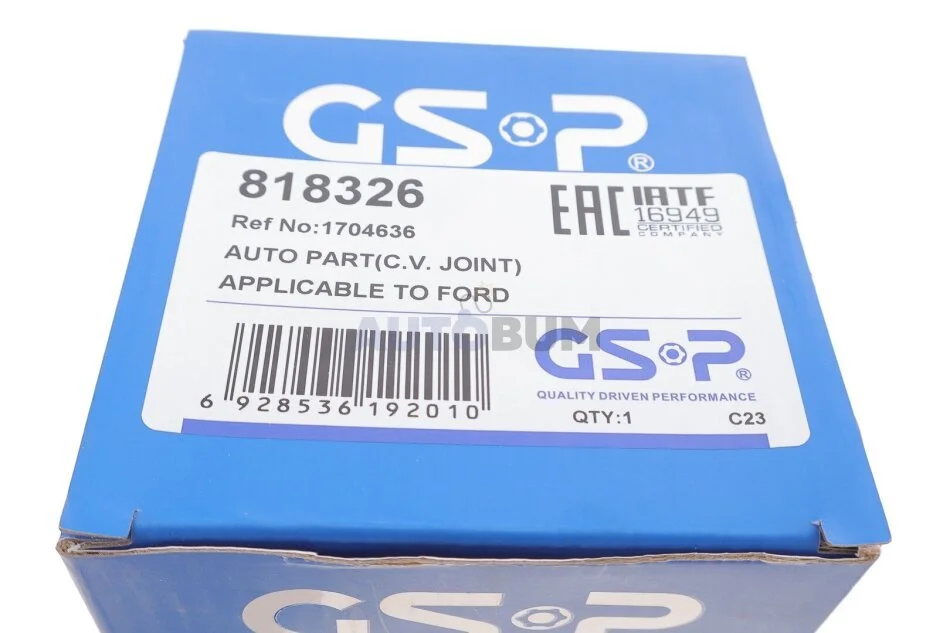 GSP®
818326
Ref No:1704636
AUTO PART(C.V. JOINT)
APPLICABLE TO FORD
EAC
IATF
16949
CERTIFIED
COMPANY
AUTOBUM
6 928536 192010
GSP®
QUALITY DRIVEN PERFORMANCE
QTY:1
C23
GSP